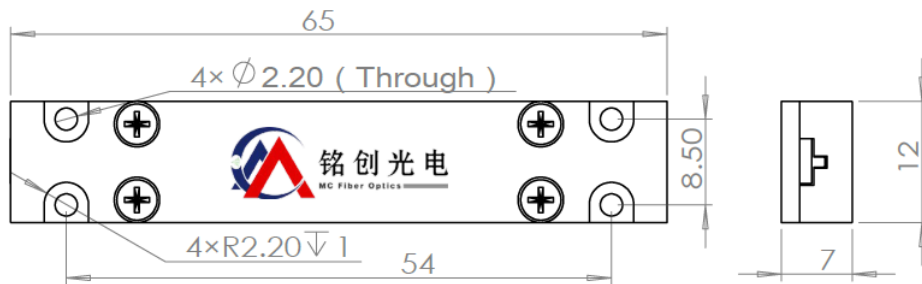 65
4× ∅2.20 ( Through )
铭创光电
MC Fiber Optics
8.50
12
4×R2.20↧1
54
7